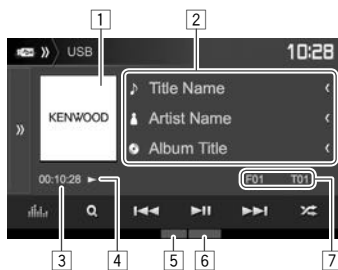 1 2
USB 10:28
KENWOOD
Title Name
Artist Name
Album Title
00:10:28 F01 T01
3 4 5 6 7